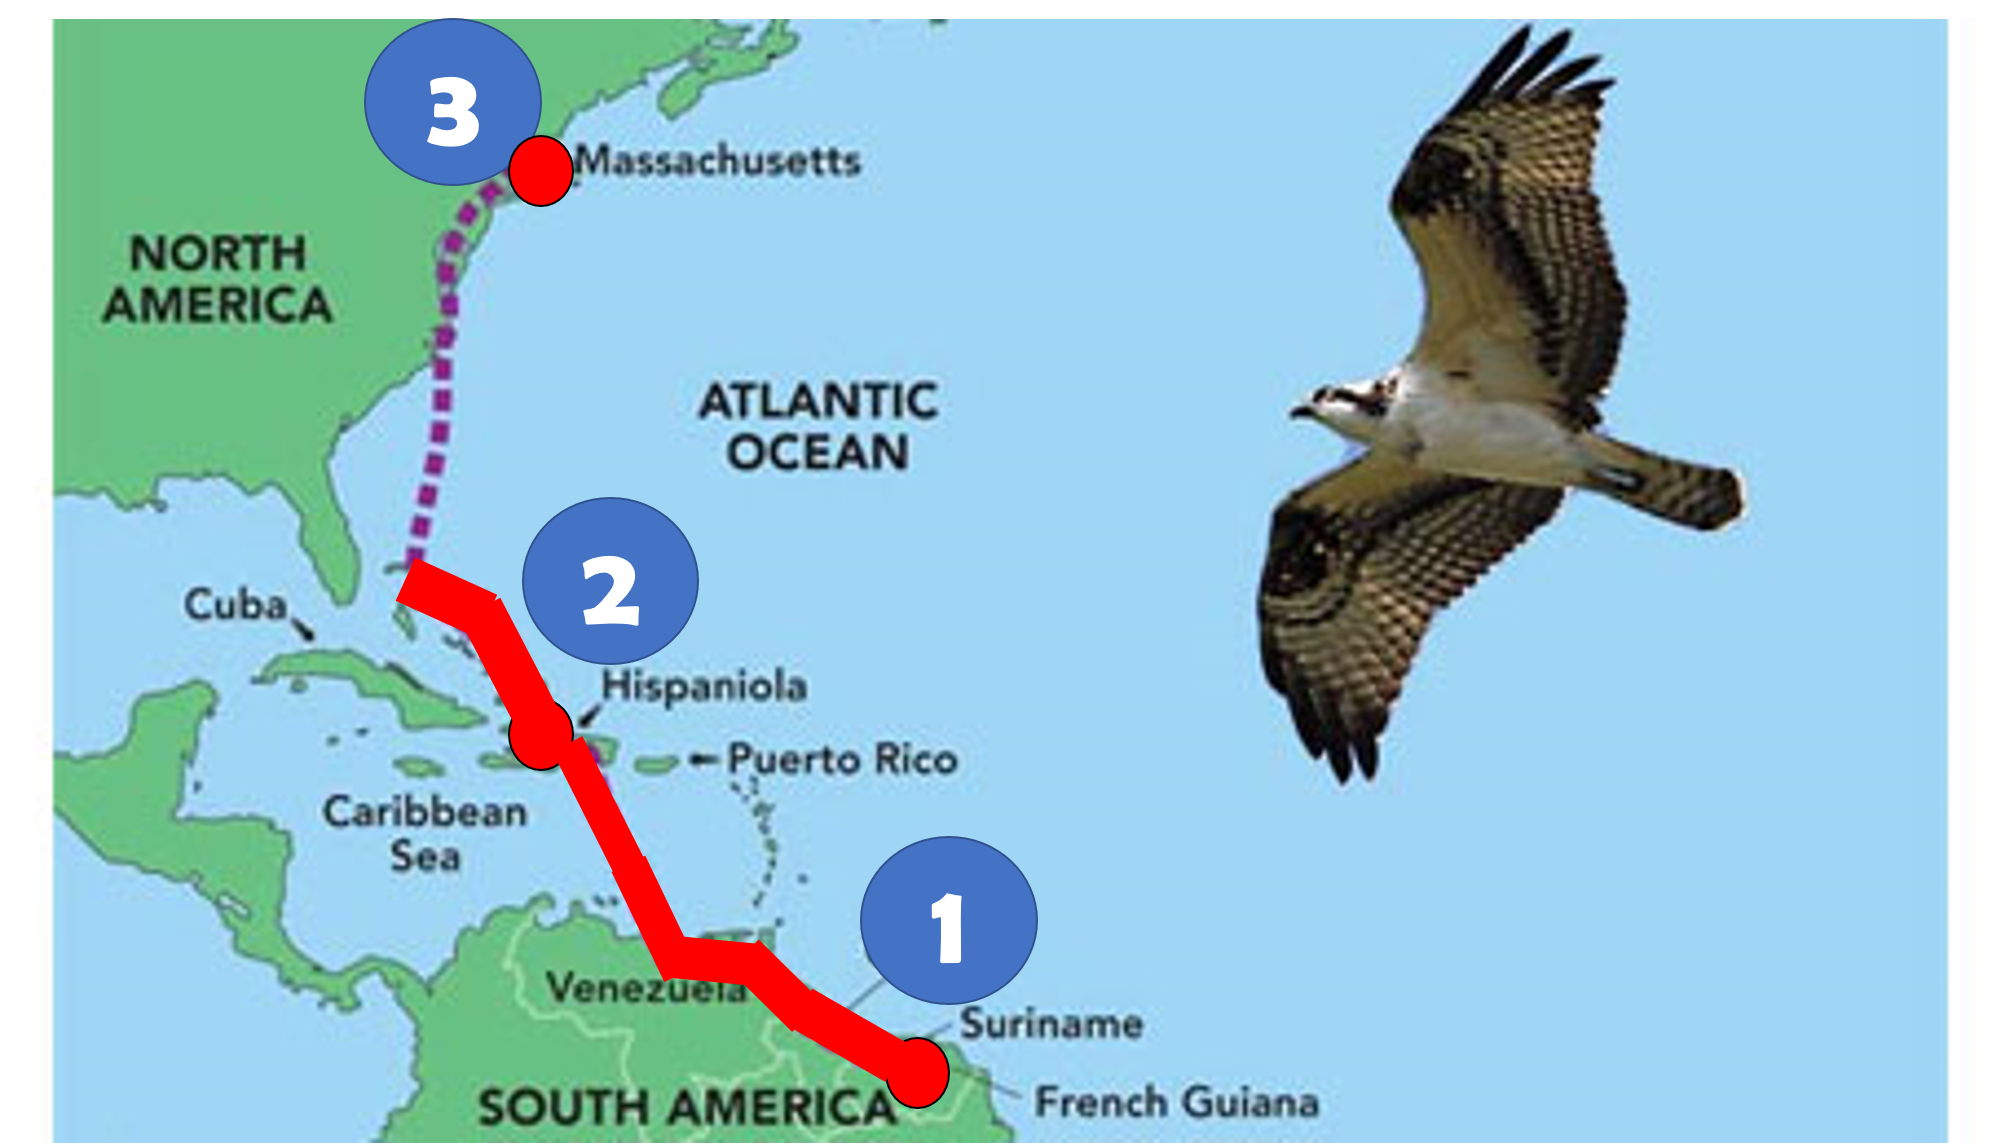 3
Massachusetts
NORTH
AMERICA
ATLANTIC
OCEAN
2
Cuba
Hispaniola
Puerto Rico
Caribbean
Sea
1
Venezuela
Suriname
SOUTH AMERICA
French Guiana